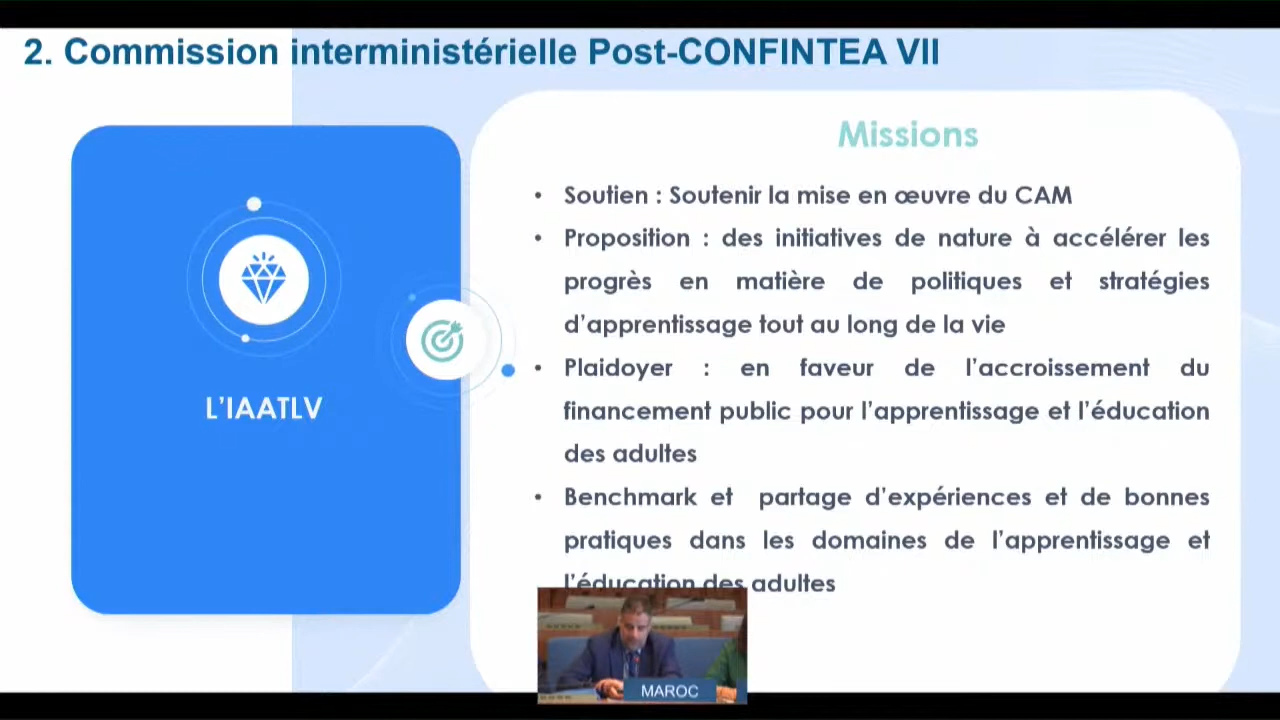 2. Commission interministérielle Post-CONFINTEA VII
L'IAATLV
Missions
• Soutien : Soutenir la mise en œuvre du CAM
• Proposition : des initiatives de nature à accélérer les
progrès en matière de politiques et stratégies
d'apprentissage tout au long de la vie
• Plaidoyer : en faveur de l'accroissement du
financement public pour l'apprentissage et l'éducation
des adultes
• Benchmark et partage d'expériences et de bonnes
pratiques dans les domaines de l'apprentissage et
l'éducation des adultes
MAROC